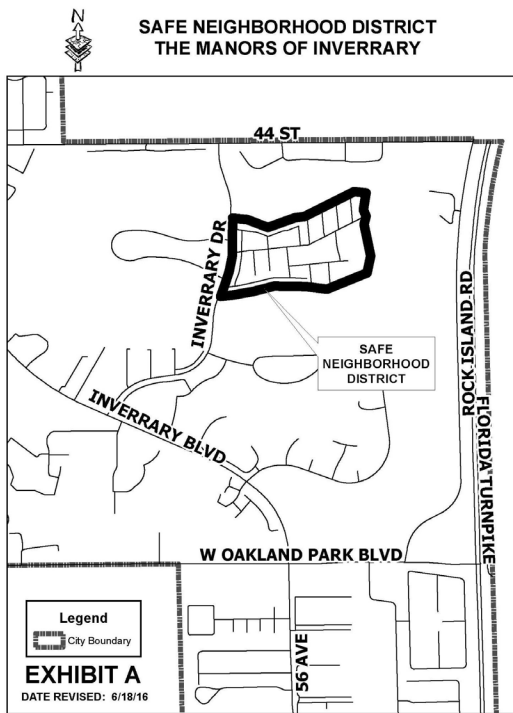 N
SAFE NEIGHBORHOOD DISTRICT
THE MANORS OF INVERRARY
44 ST
INVERRARY DR
ROCK ISLAND RD
SAFE
NEIGHBORHOOD
DISTRICT
INVERRARY BLVD
FLORIDA TURNPIKE
W OAKLAND PARK BLVD
56 AVE
Legend
City Boundary
EXHIBIT A
DATE REVISED: 6/18/16